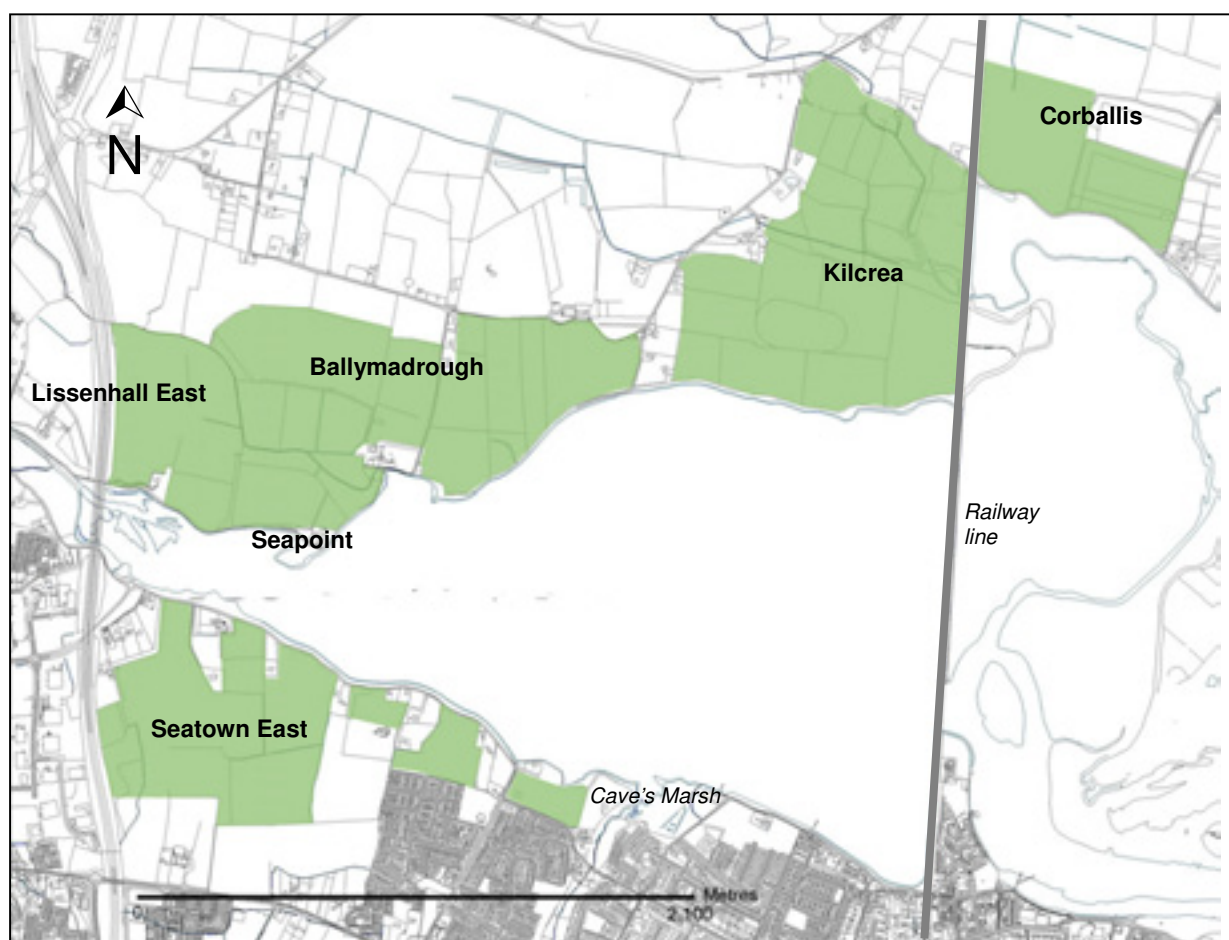 N
Corballis
Kilcrea
Ballymadrough
Lissenhall East
Railway
line
Seapoint
Seatown East
Cave's Marsh
Metres
0
2,100